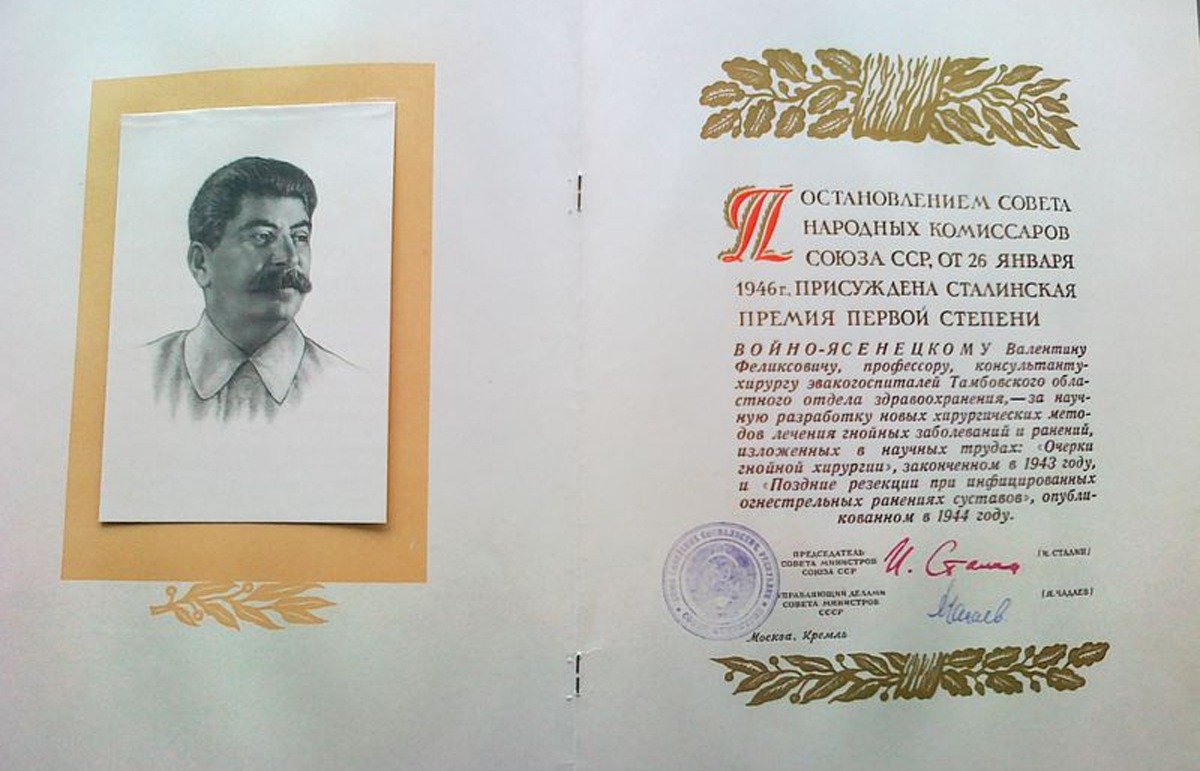 ПОСТАНОВЛЕНИЕМ СОВЕТА
НАРОДНЫХ КОМИССАРОВ
СОЮЗА ССР, ОТ 26 ЯНВАРЯ
1946 г., ПРИСУЖДЕНА СТАЛИНСКАЯ
ПРЕМИЯ ПЕРВОЙ СТЕПЕНИ
ВОЙНО-ЯСЕНЕЦКОМУ Валентину
Феликсовичу, профессору, консультанту-
хирургу эвакогоспиталей Тамбовского обла-
стного отдела здравоохранения,—за науч-
ную разработку новых хирургических мето-
дов лечения гнойных заболеваний и ранений,
изложенных в научных трудах: «Очерки
гнойной хирургии», законченном в 1943 году,
и «Поздние резекции при инфицированных
огнестрельных ранениях суставов», опубли-
кованном в 1944 году.
ПРЕДСЕДАТЕЛЬ
СОВЕТА МИНИСТРОВ
СОЮЗА ССР
И. Сталин
(И. СТАЛИН)
УПРАВЛЯЮЩИЙ ДЕЛАМИ
СОВЕТА МИНИСТРОВ
СССР
(Я. ЧАДАЕВ)
Москва, Кремль